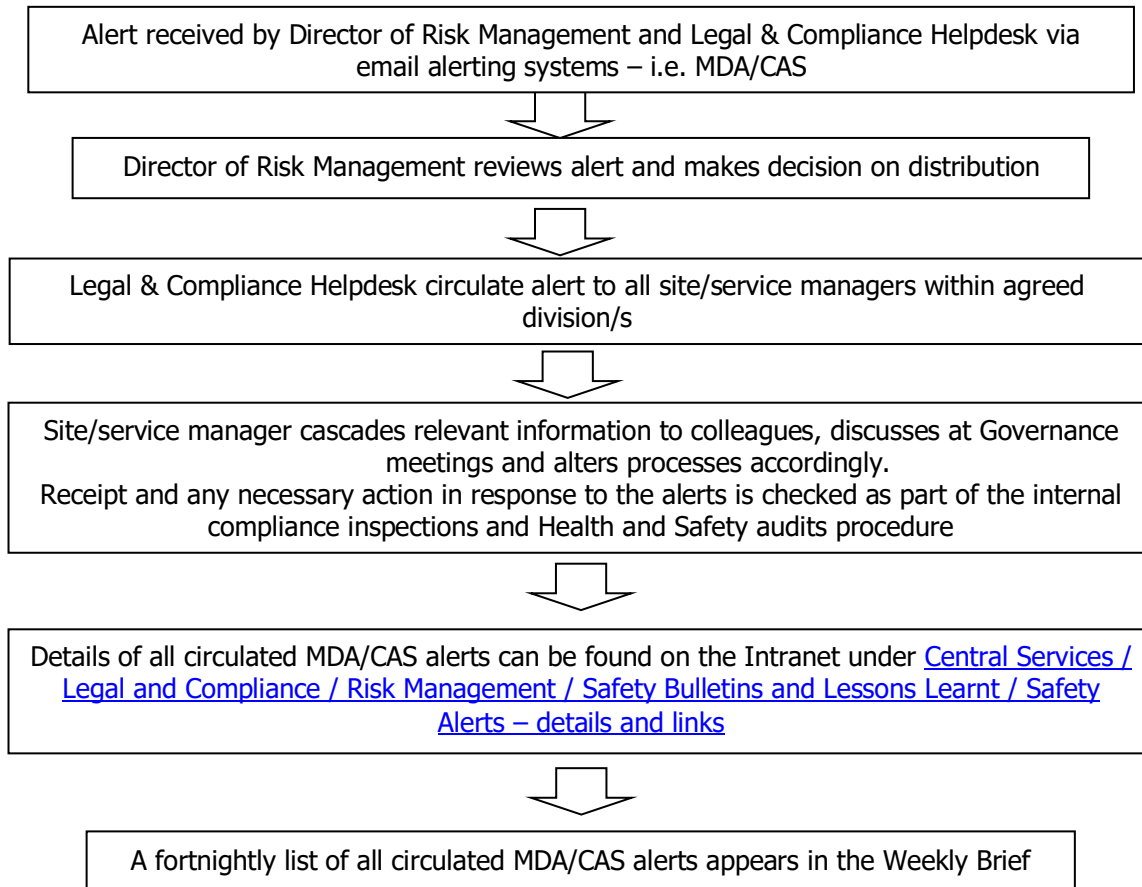 Alert received by Director of Risk Management and Legal & Compliance Helpdesk via
email alerting systems – i.e. MDA/CAS
Director of Risk Management reviews alert and makes decision on distribution
Legal & Compliance Helpdesk circulate alert to all site/service managers within agreed
division/s
Site/service manager cascades relevant information to colleagues, discusses at Governance
meetings and alters processes accordingly.
Receipt and any necessary action in response to the alerts is checked as part of the internal
compliance inspections and Health and Safety audits procedure
Details of all circulated MDA/CAS alerts can be found on the Intranet under Central Services /
Legal and Compliance / Risk Management / Safety Bulletins and Lessons Learnt / Safety
Alerts – details and links
A fortnightly list of all circulated MDA/CAS alerts appears in the Weekly Brief